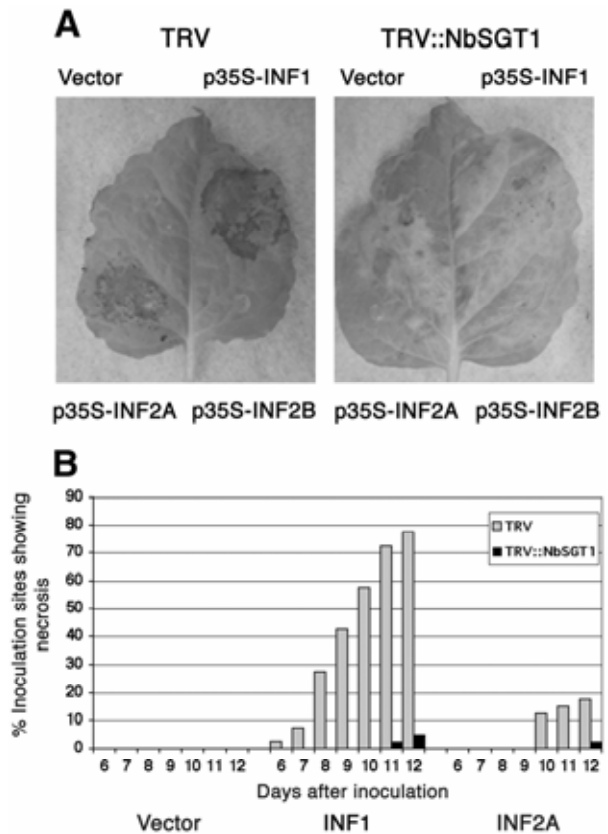 A
TRV TRV::NbSGT1
Vector p35S-INF1 Vector p35S-INF1
p35S-INF2A p35S-INF2B p35S-INF2A p35S-INF2B
B
% Inoculation sites showing
necrosis
90
80
70
60
50
40
30
20
10
0
TRV
TRV::NbSGT1
6 7 8 9 10 11 12 6 7 8 9 10 11 12 6 7 8 9 10 11 12
Days after inoculation
Vector INF1 INF2A